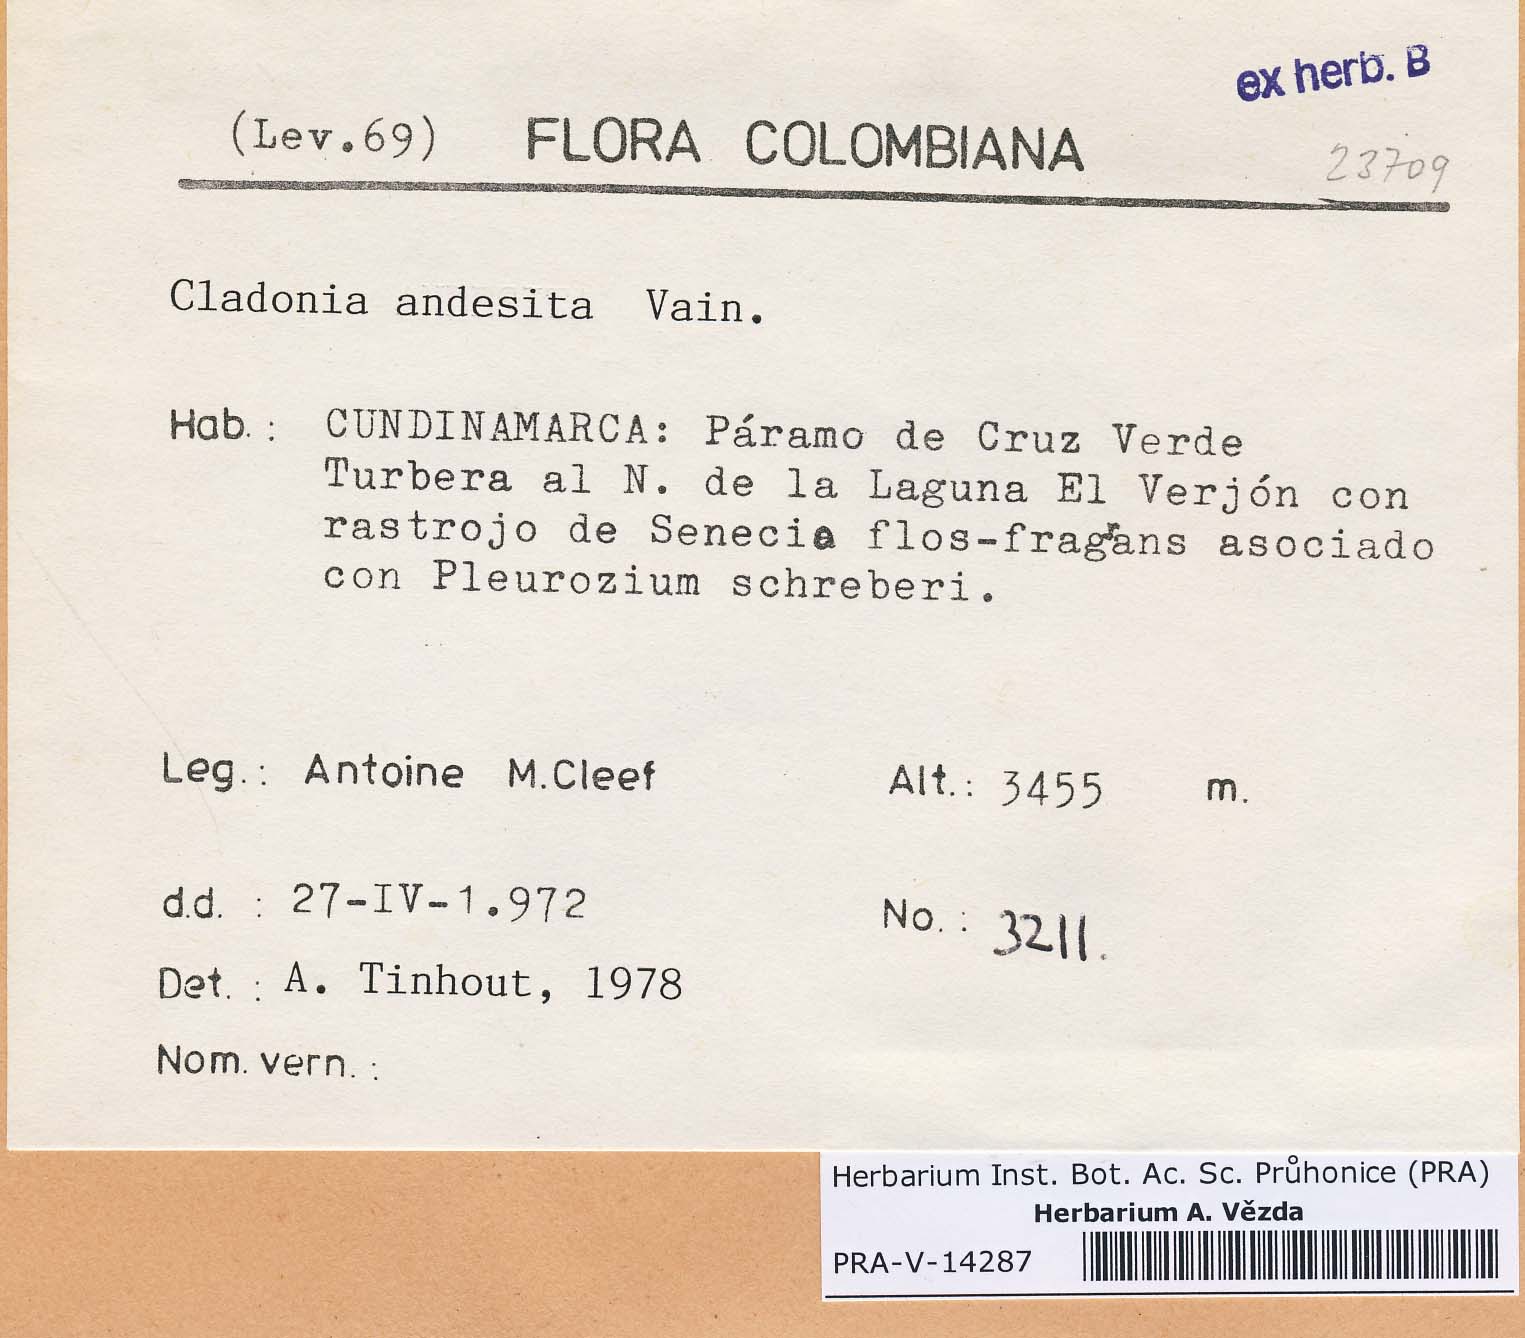 ex herb. B
(Lev.69) FLORA COLOMBIANA
23709
Cladonia andesita Vain.
Hab. : CUNDINAMARCA: Páramo de Cruz Verde
Turbera al N. de la Laguna El Verjón con
rastrojo de Senecio flos-fragrans asociado
con Pleurozium schreberi.
Leg. : Antoine M.Cleef Alt. : 3455 m.
d.d. : 27-IV-1.972 No. : 3211.
Det. : A. Tinhout, 1978
Nom. vern. :
Herbarium Inst. Bot. Ac. Sc. Průhonice (PRA)
Herbarium A. Vězda
PRA-V-14287